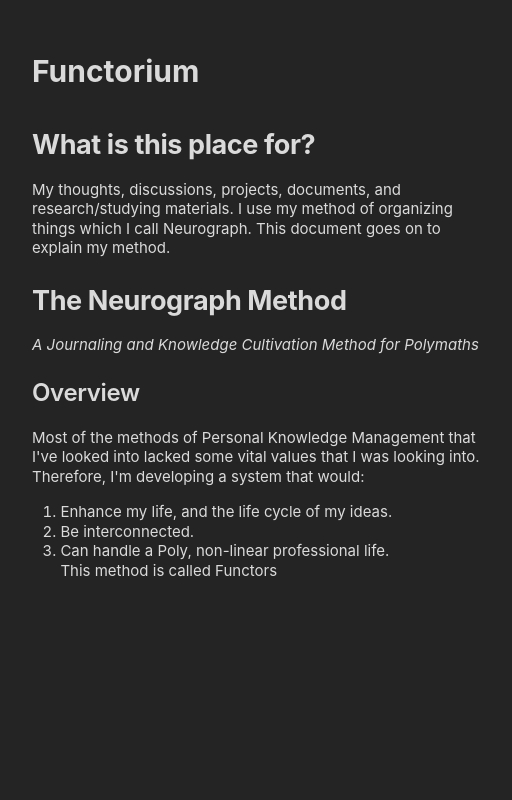 Functorium
What is this place for?
My thoughts, discussions, projects, documents, and
research/studying materials. I use my method of organizing
things which I call Neurograph. This document goes on to
explain my method.
The Neurograph Method
A Journaling and Knowledge Cultivation Method for Polymaths
Overview
Most of the methods of Personal Knowledge Management that
I've looked into lacked some vital values that I was looking into.
Therefore, I'm developing a system that would:
1. Enhance my life, and the life cycle of my ideas.
2. Be interconnected.
3. Can handle a Poly, non-linear professional life.
This method is called Functors